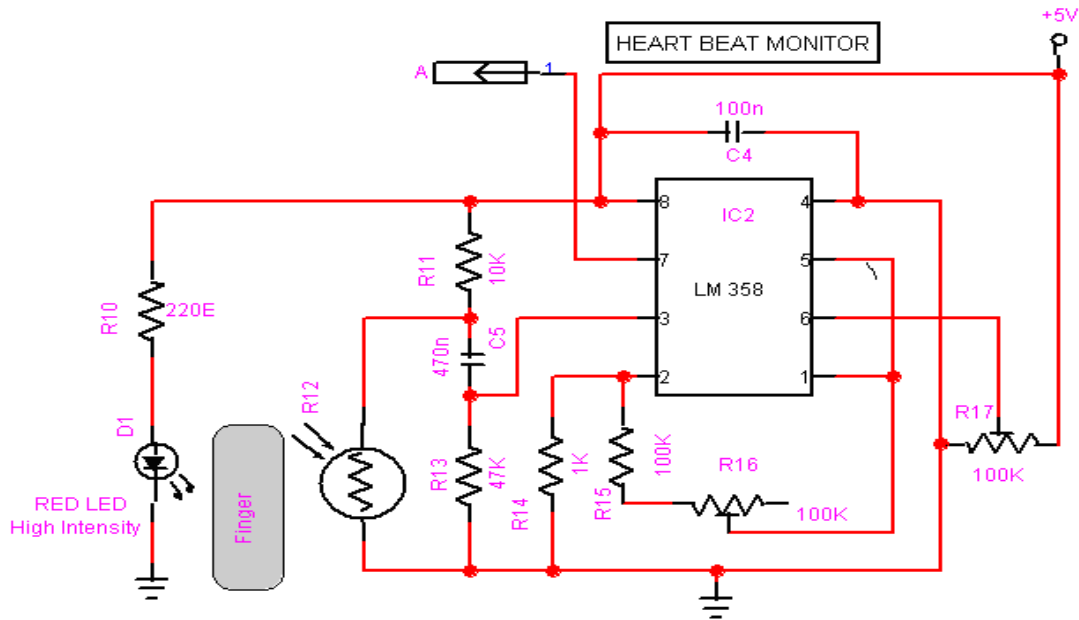 +5V
HEART BEAT MONITOR
A
1
100n
C4
8
4
IC2
R11
10K
7
5
LM 358
R10
220E
3
6
470n
C5
2
1
R12
D1
R17
R13
47K
1K
100K
R16
100K
R14
R15
100K
RED LED
High Intensity
Finger